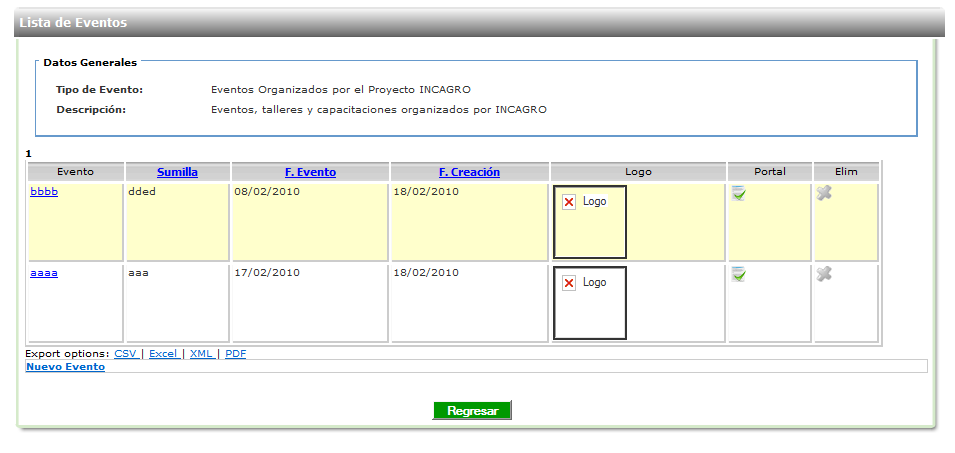 Lista de Eventos
Datos Generales
Tipo de Evento: Eventos Organizados por el Proyecto INCAGRO
Descripción: Eventos, talleres y capacitaciones organizados por INCAGRO
1
Evento Sumilla F. Evento F. Creación Logo Portal Elim
bbbb dded 08/02/2010 18/02/2010 Logo
aaaa aaa 17/02/2010 18/02/2010 Logo
Export options: CSV | Excel | XML | PDF
Nuevo Evento
Regresar